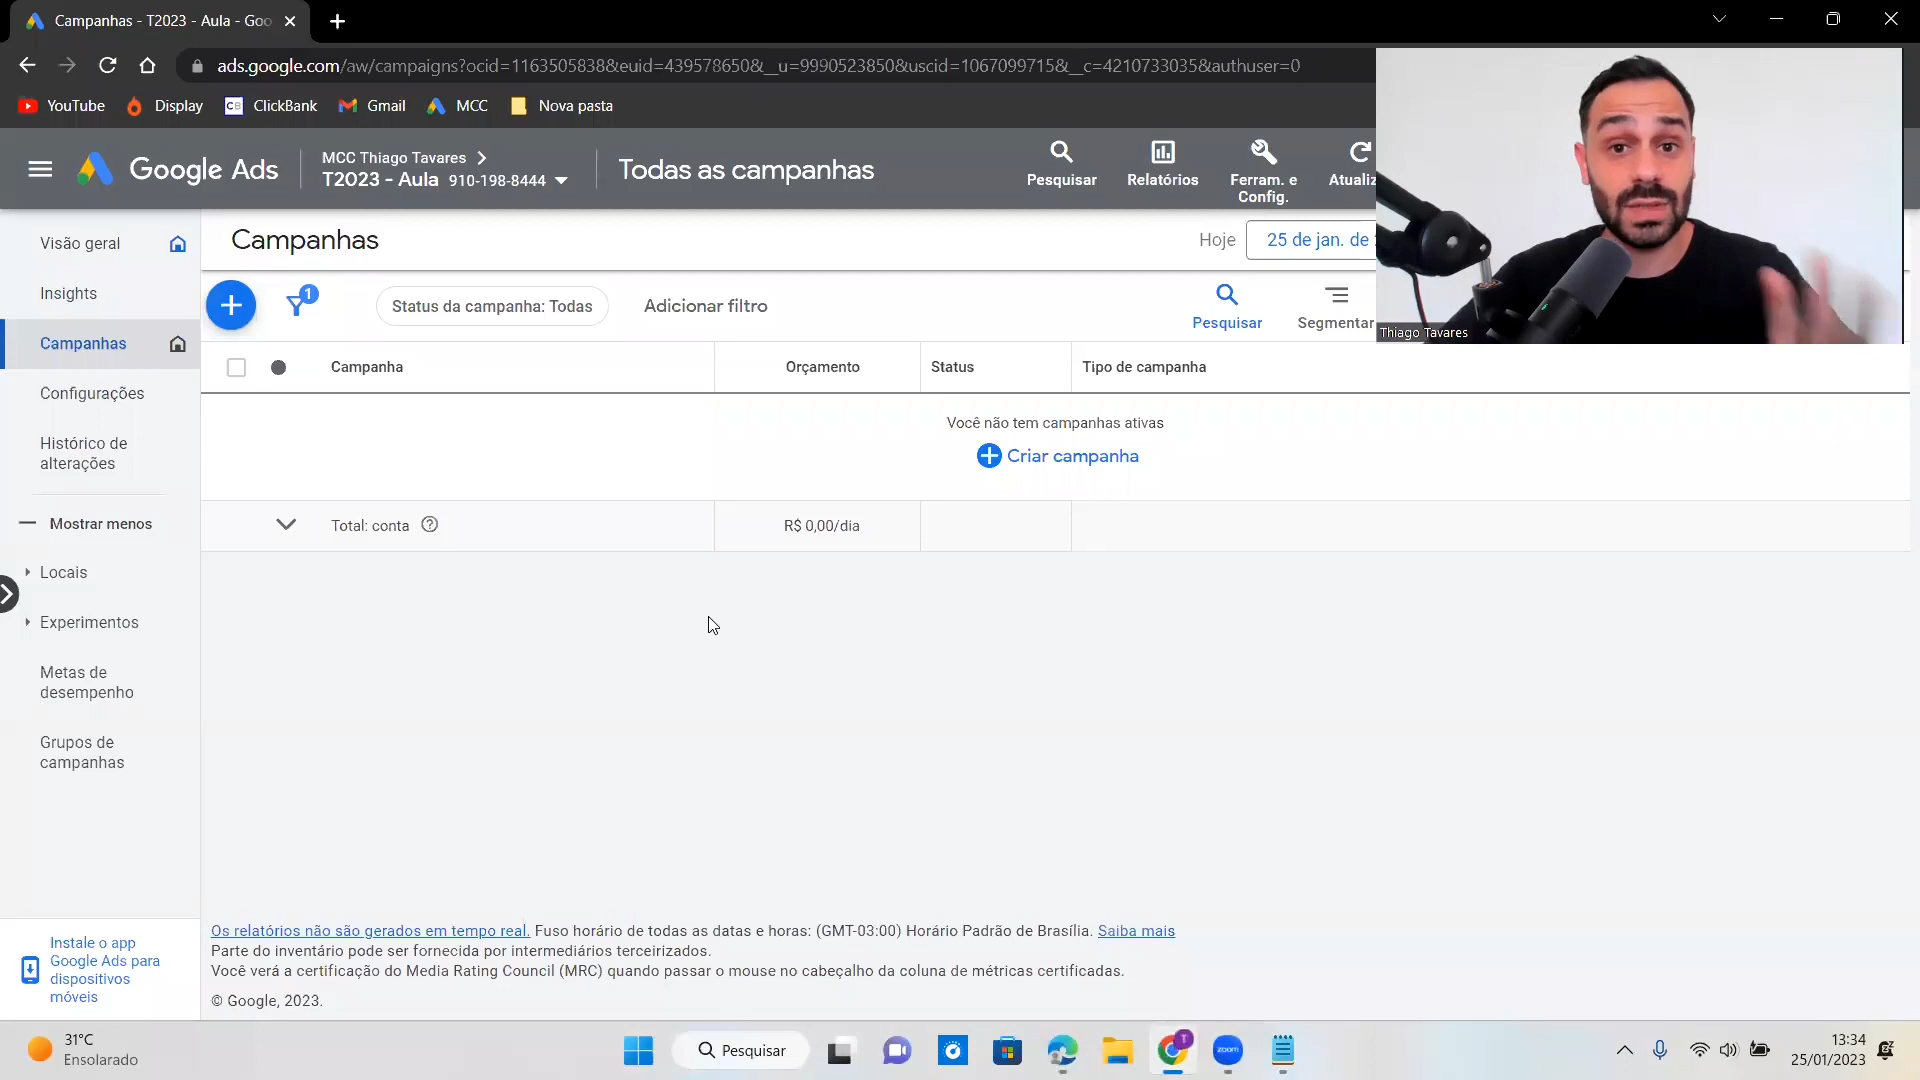 Campanhas - T2023 - Aula - Goo
ads.google.com/aw/campaigns?ocid=1163505838&euid=439578650&__u=9990523850&uscid=1067099715&__c=4210733035&authuser=0
YouTube
Display
ClickBank
Gmail
MCC
Nova pasta
Google Ads
MCC Thiago Tavares
T2023 - Aula 910-198-8444
Todas as campanhas
Pesquisar
Relatórios
Ferram. e
Config.
Atualiz
Visão geral
Insights
Campanhas
Configurações
Histórico de
alterações
Mostrar menos
Locais
Experimentos
Metas de
desempenho
Grupos de
campanhas
Instale o app
Google Ads para
dispositivos
móveis
Campanhas
Hoje
25 de jan. de
1
Status da campanha: Todas
Adicionar filtro
Pesquisar
Segmentar
Thiago Tavares
Campanha
Orçamento
Status
Tipo de campanha
Você não tem campanhas ativas
Criar campanha
Total: conta
R$ 0,00/dia
Os relatórios não são gerados em tempo real. Fuso horário de todas as datas e horas: (GMT-03:00) Horário Padrão de Brasília. Saiba mais
Parte do inventário pode ser fornecida por intermediários terceirizados.
Você verá a certificação do Media Rating Council (MRC) quando passar o mouse no cabeçalho da coluna de métricas certificadas.
© Google, 2023.
31°C
Ensolarado
Pesquisar
T
zoom
13:34
25/01/2023